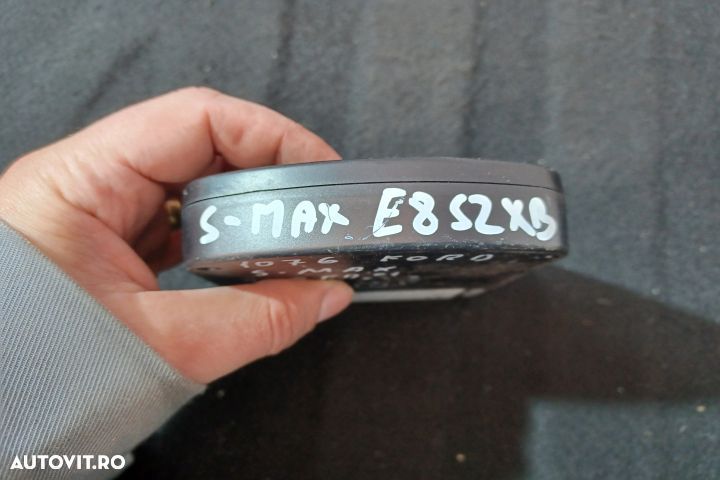 S-MAX E852XB
1076 FORD
S-MAX
AUTOVIT.RO